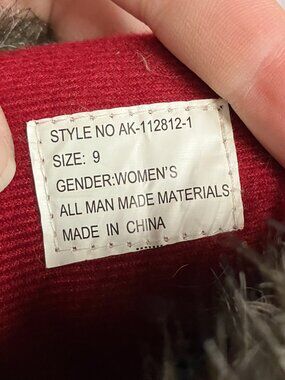 STYLE NO AK-112812-1
SIZE: 9
GENDER:WOMEN'S
ALL MAN MADE MATERIALS
MADE IN CHINA